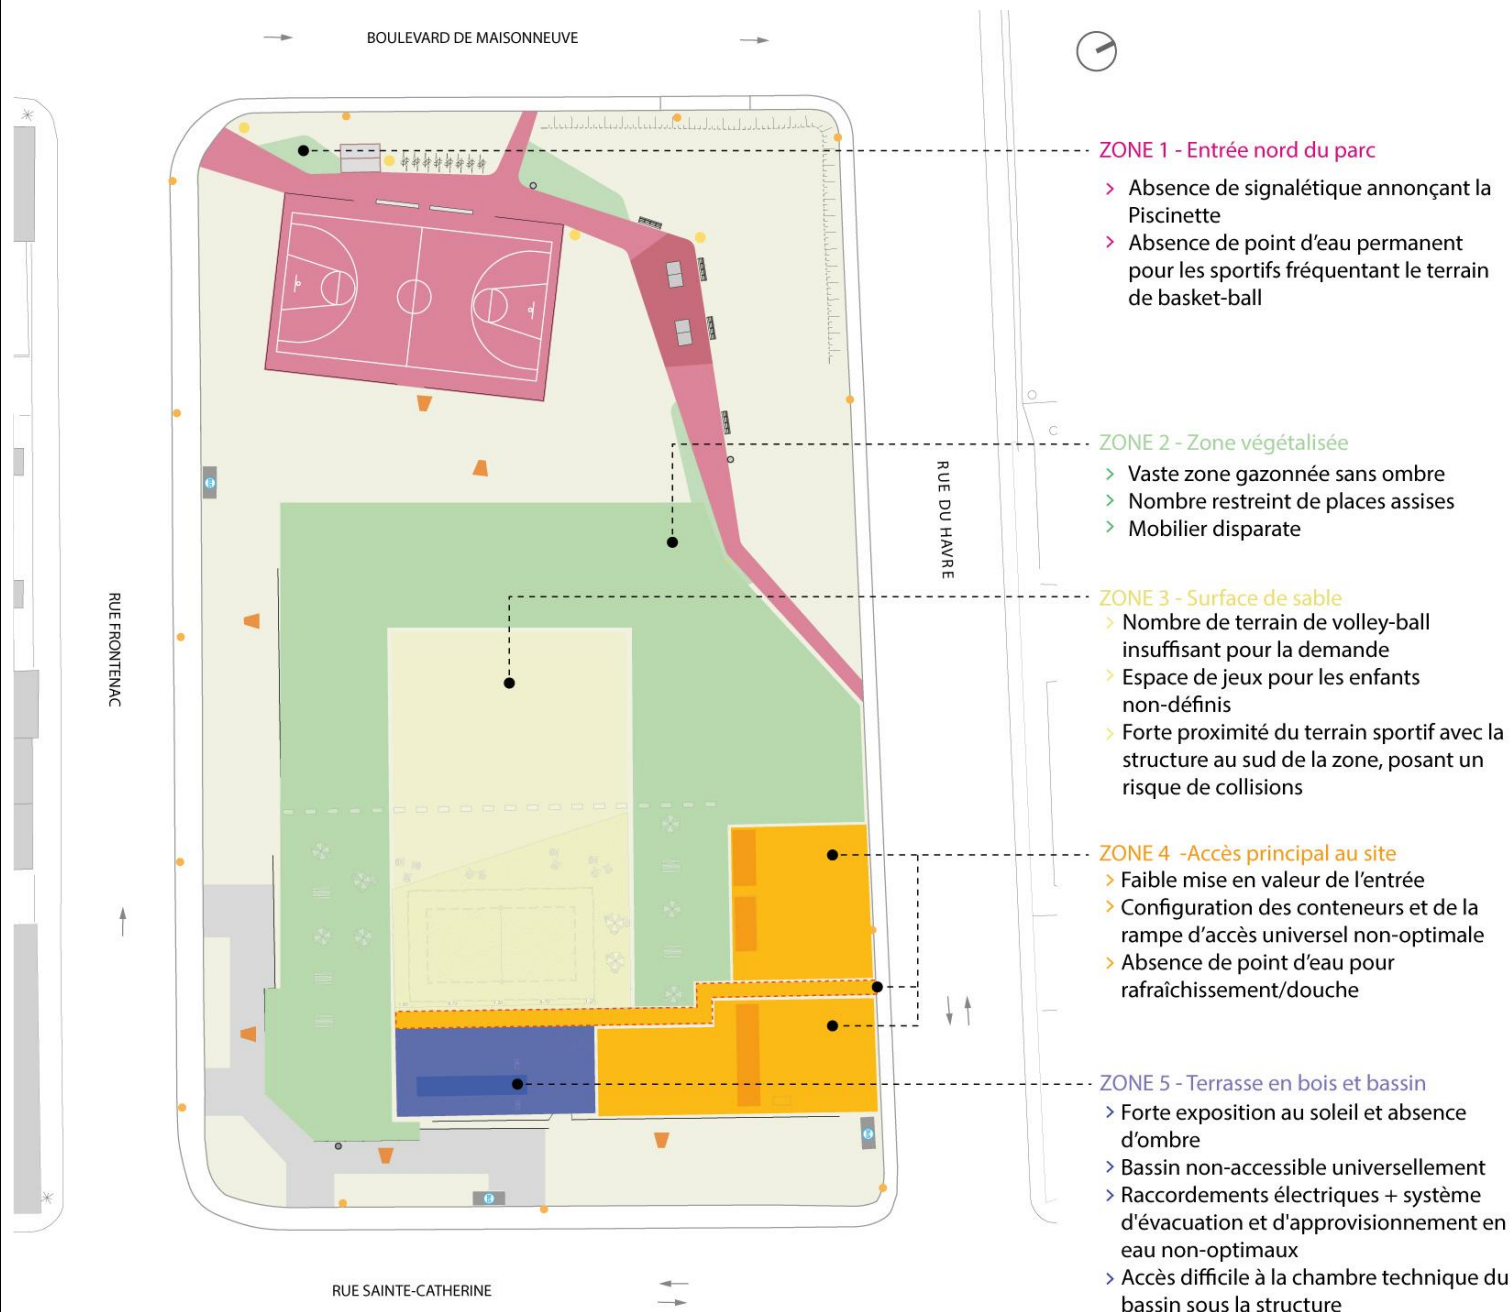 BOULEVARD DE MAISONNEUVE
ZONE 1 - Entrée nord du parc
> Absence de signalétique annonçant la
Piscinette
> Absence de point d'eau permanent
pour les sportifs fréquentant le terrain
de basket-ball
ZONE 2 - Zone végétalisée
> Vaste zone gazonnée sans ombre
> Nombre restreint de places assises
> Mobilier disparate
RUE DU HAVRE
RUE FRONTENAC
ZONE 3 - Surface de sable
> Nombre de terrain de volley-ball
insuffisant pour la demande
> Espace de jeux pour les enfants
non-définis
> Forte proximité du terrain sportif avec la
structure au sud de la zone, posant un
risque de collisions
ZONE 4 -Accès principal au site
> Faible mise en valeur de l'entrée
> Configuration des conteneurs et de la
rampe d'accès universel non-optimale
> Absence de point d'eau pour
rafraîchissement/douche
ZONE 5 - Terrasse en bois et bassin
> Forte exposition au soleil et absence
d'ombre
> Bassin non-accessible universellement
> Raccordements électriques + système
d'évacuation et d'approvisionnement en
eau non-optimaux
> Accès difficile à la chambre technique du
bassin sous la structure
RUE SAINTE-CATHERINE